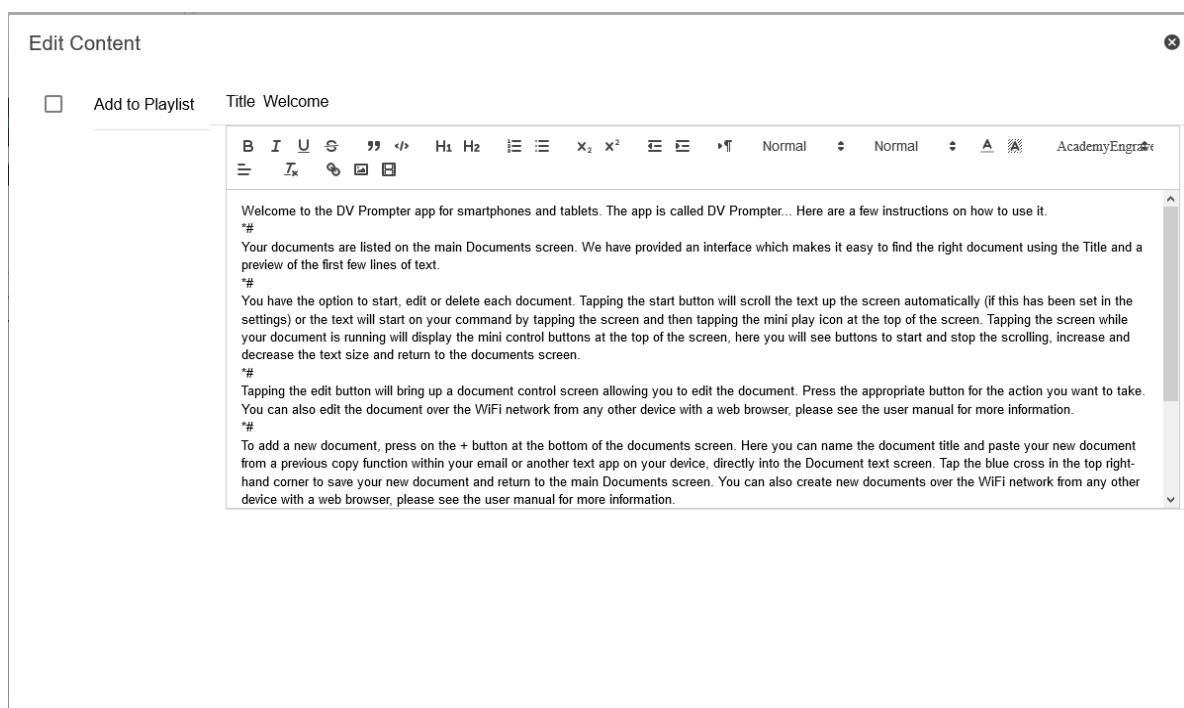 Edit Content
Add to Playlist
Title Welcome
B I U S ” </> H1 H2 X2 X² Normal Normal A A AcademyEngrave
Tx
Welcome to the DV Prompter app for smartphones and tablets. The app is called DV Prompter... Here are a few instructions on how to use it.
*#
Your documents are listed on the main Documents screen. We have provided an interface which makes it easy to find the right document using the Title and a
preview of the first few lines of text.
*#
You have the option to start, edit or delete each document. Tapping the start button will scroll the text up the screen automatically (if this has been set in the
settings) or the text will start on your command by tapping the screen and then tapping the mini play icon at the top of the screen. Tapping the screen while
your document is running will display the mini control buttons at the top of the screen, here you will see buttons to start and stop the scrolling, increase and
decrease the text size and return to the documents screen.
*#
Tapping the edit button will bring up a document control screen allowing you to edit the document. Press the appropriate button for the action you want to take.
You can also edit the document over the WiFi network from any other device with a web browser, please see the user manual for more information.
*#
To add a new document, press on the + button at the bottom of the documents screen. Here you can name the document title and paste your new document
from a previous copy function within your email or another text app on your device, directly into the Document text screen. Tap the blue cross in the top right-
hand corner to save your new document and return to the main Documents screen. You can also create new documents over the WiFi network from any other
device with a web browser, please see the user manual for more information.